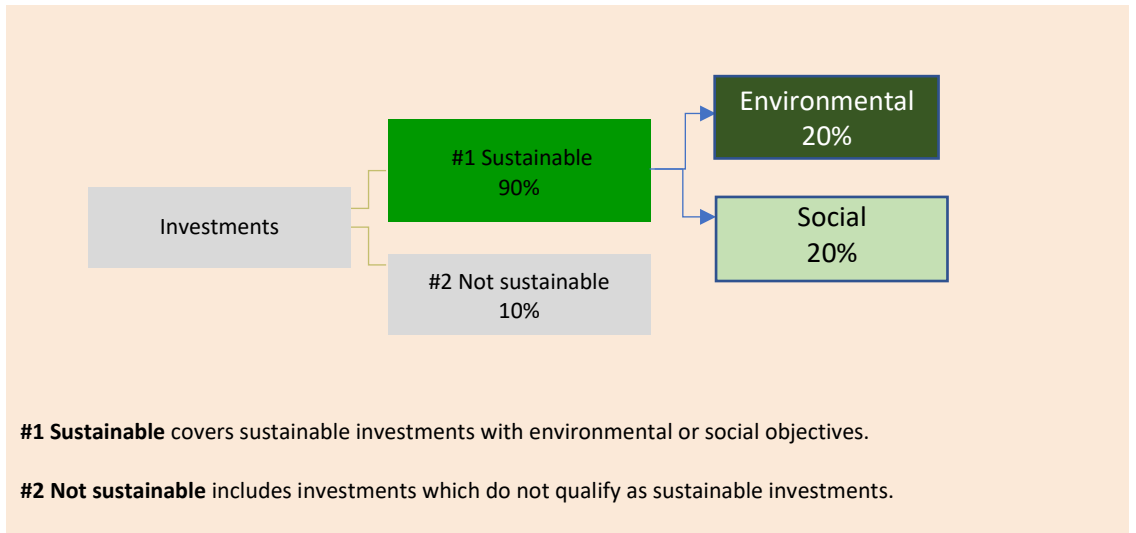 Investments
#1 Sustainable
90%
#2 Not sustainable
10%
Environmental
20%
Social
20%
#1 Sustainable covers sustainable investments with environmental or social objectives.
#2 Not sustainable includes investments which do not qualify as sustainable investments.